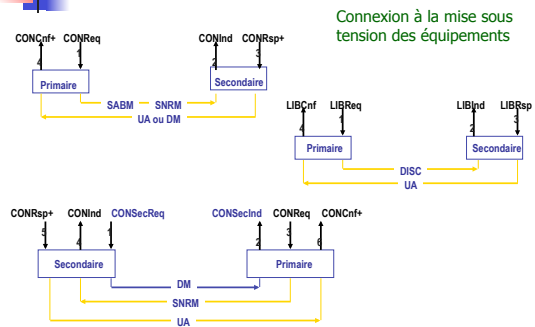 Connexion à la mise sous
tension des équipements
CONCnf+ CONReq
CONInd CONRsp+
4 1
2 3
Primaire
Secondaire
SABM SNRM
UA ou DM
LIBCnf LIBReq
LIBInd LIBRsp
4 1
2 3
Primaire
Secondaire
DISC
UA
CONRsp+ CONInd CONSecReq
CONSecInd CONReq CONCnf+
5 4 1
2 3 6
Secondaire
Primaire
DM
SNRM
UA